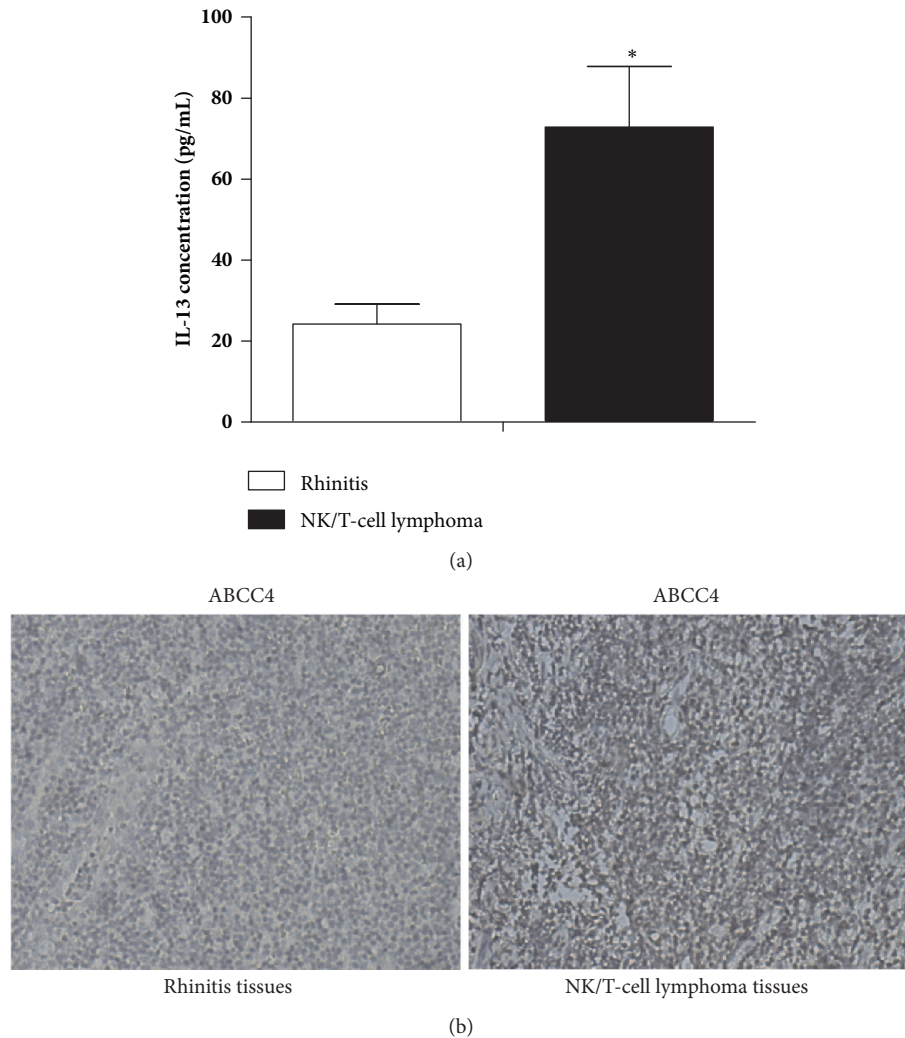 100
80
60
40
20
0
IL-13 concentration (pg/mL)
*
Rhinitis
NK/T-cell lymphoma
(a)
ABCC4
ABCC4
Rhinitis tissues
NK/T-cell lymphoma tissues
(b)